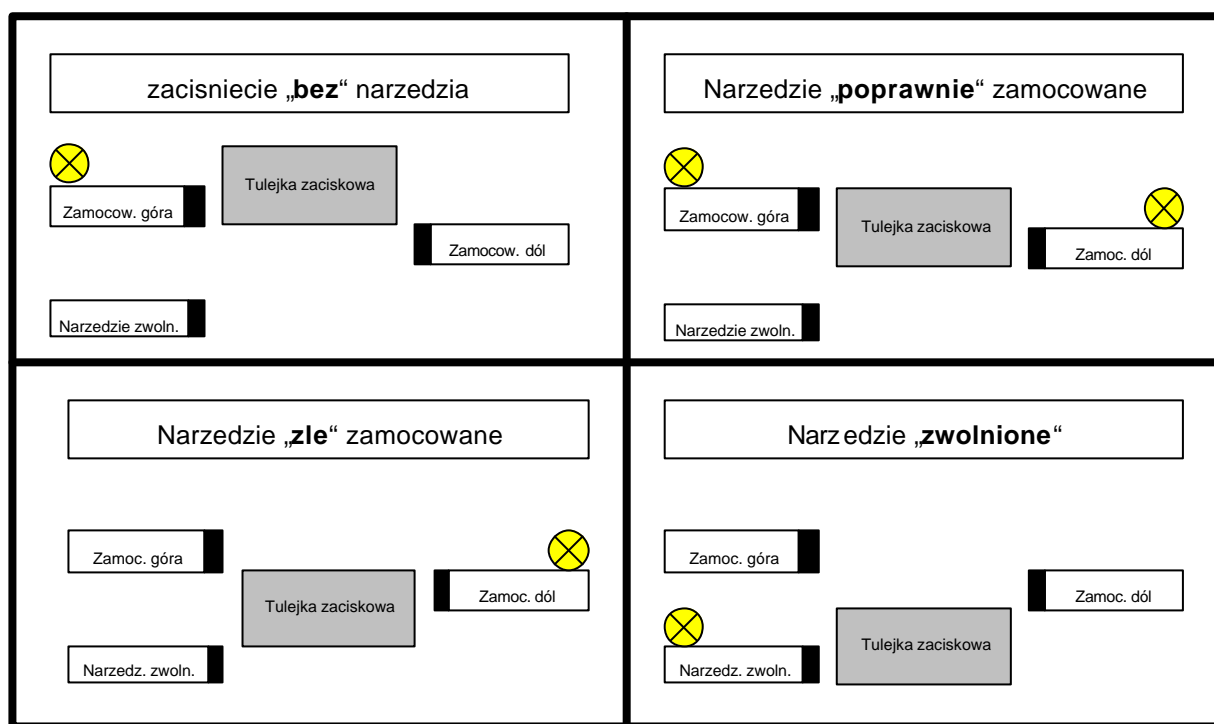 zacisniecie „bez“ narzedzia
Tulejka zaciskowa
Zamocow. góra
Zamocow. dól
Narzedzie zwoln.
Narzedzie „poprawnie“ zamocowane
Zamocow. góra
Tulejka zaciskowa
Zamoc. dól
Narzedzie zwoln.
Narzedzie „zle“ zamocowane
Zamoc. góra
Tulejka zaciskowa
Zamoc. dól
Narzedz. zwoln.
Narzedzie „zwolnione“
Zamoc. góra
Zamoc. dól
Tulejka zaciskowa
Narzedz. zwoln.